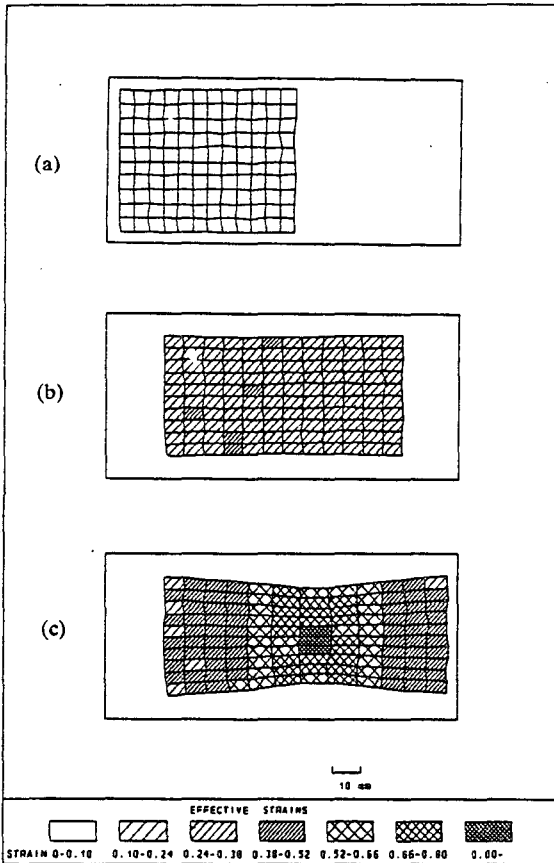 (a)
(b)
(c)
10 mm
EFFECTIVE STRAINS
STRAIN 0-0.10 0.10-0.24 0.24-0.38 0.38-0.52 0.52-0.66 0.66-0.80 0.80-